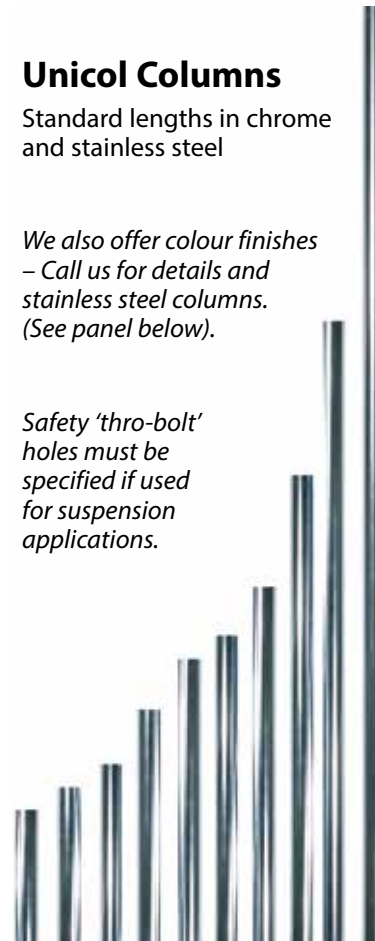 Unicol Columns
Standard lengths in chrome
and stainless steel
We also offer colour finishes
– Call us for details and
stainless steel columns.
(See panel below).
Safety ‘thro-bolt’
holes must be
specified if used
for suspension
applications.